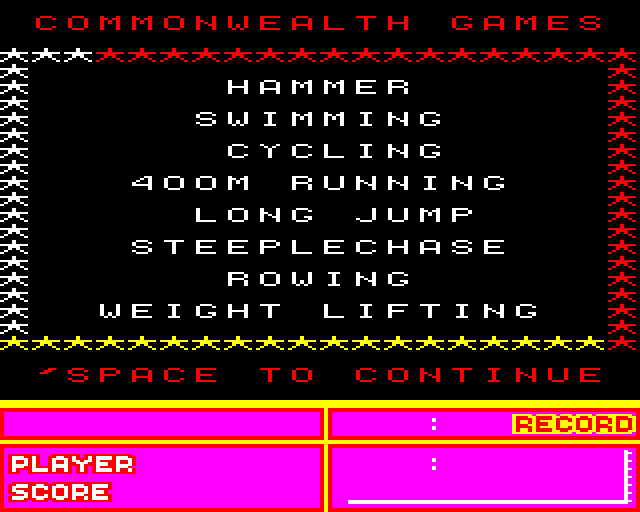 COMMONWEALTH GAMES
HAMMER
SWIMMING
CYCLING
400M RUNNING
LONG JUMP
STEEPLECHASE
ROWING
WEIGHT LIFTING
'SPACE TO CONTINUE
: RECORD
PLAYER :
SCORE